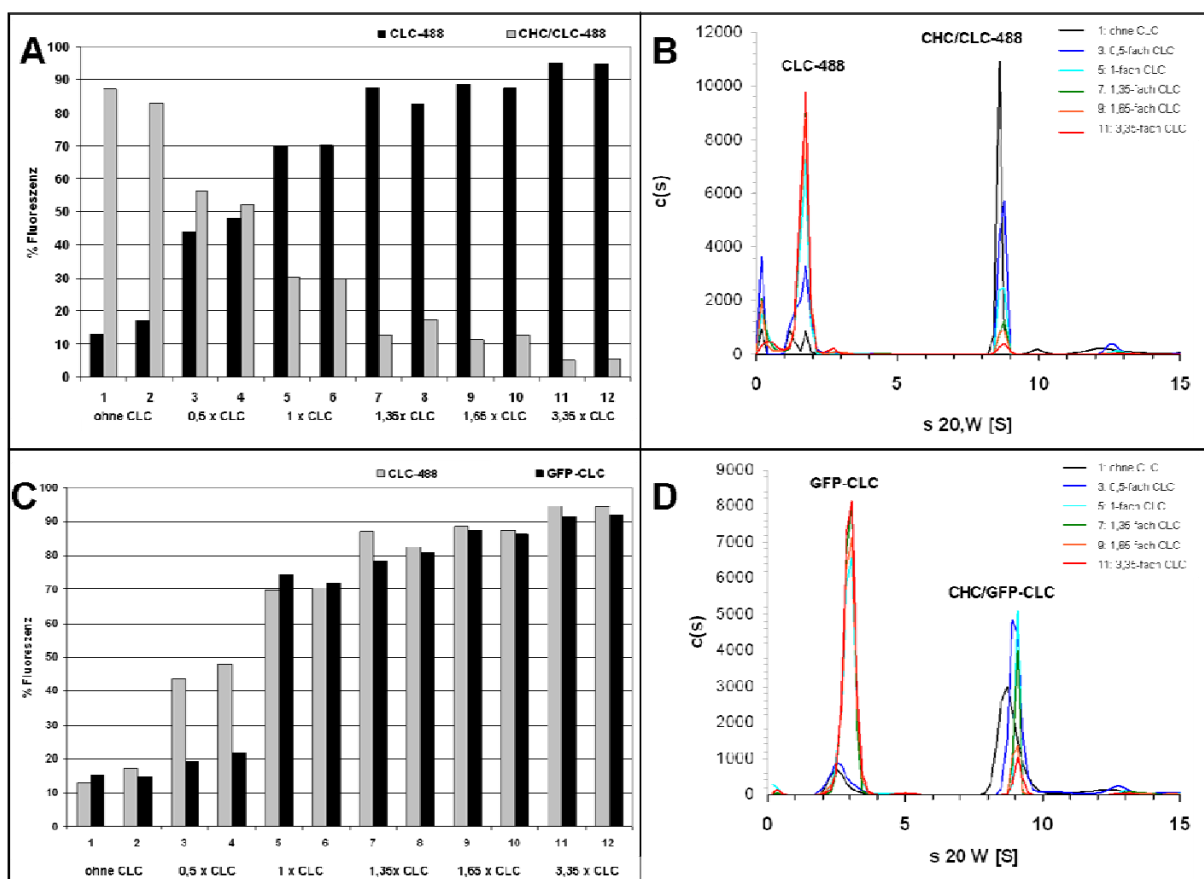 A
CLC-488
CHC/CLC-488
% Fluoreszenz
100
90
80
70
60
50
40
30
20
10
0
1 2 3 4 5 6 7 8 9 10 11 12
ohne CLC 0,5 x CLC 1 x CLC 1,35x CLC 1,65 x CLC 3,35 x CLC
B
CLC-488
CHC/CLC-488
1: ohne CLC
3: 0,5-fach CLC
5: 1-fach CLC
7: 1,35-fach CLC
9: 1,65-fach CLC
11: 3,35-fach CLC
c(s)
12000
10000
8000
6000
4000
2000
0
0 5 10 15
s 20,W [S]
C
CLC-488
GFP-CLC
% Fluoreszenz
100
90
80
70
60
50
40
30
20
10
0
1 2 3 4 5 6 7 8 9 10 11 12
ohne CLC 0,5 x CLC 1 x CLC 1,35x CLC 1,65 x CLC 3,35 x CLC
D
GFP-CLC
CHC/GFP-CLC
1: ohne CLC
3: 0,5-fach CLC
5: 1-fach CLC
7: 1,35-fach CLC
9: 1,65-fach CLC
11: 3,35-fach CLC
c(s)
9000
8000
7000
6000
5000
4000
3000
2000
1000
0
0 5 10 15
s 20 W [S]